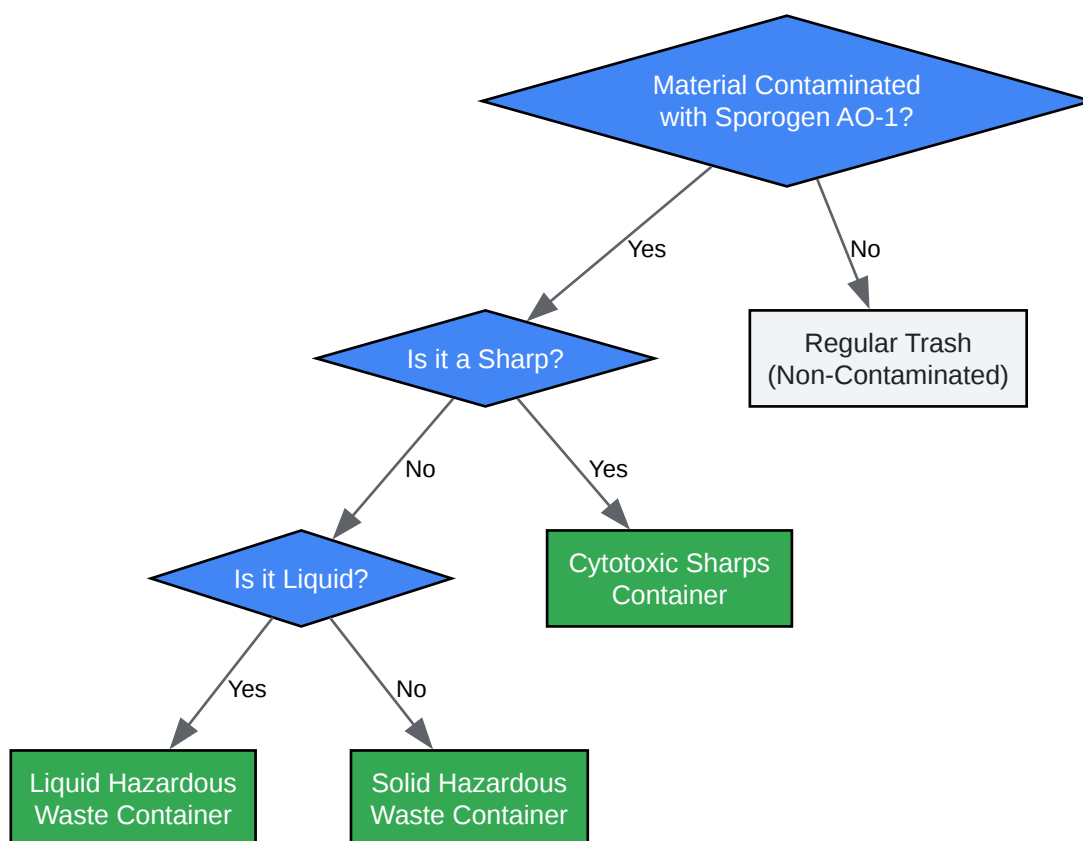 Material Contaminated
with Sporogen AO-1?
Yes
No
Is it a Sharp?
Regular Trash
(Non-Contaminated)
No
Yes
Is it Liquid?
Cytotoxic Sharps
Container
Yes
No
Liquid Hazardous
Waste Container
Solid Hazardous
Waste Container